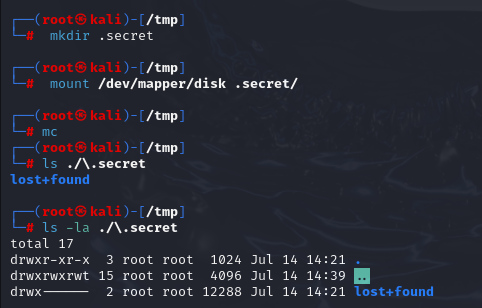 ┌──(root㉿kali)-[/tmp]
└─# mkdir .secret
┌──(root㉿kali)-[/tmp]
└─# mount /dev/mapper/disk .secret/
┌──(root㉿kali)-[/tmp]
└─# mc
┌──(root㉿kali)-[/tmp]
└─# ls ./\.secret
lost+found
┌──(root㉿kali)-[/tmp]
└─# ls -la ./\.secret
total 17
drwxr-xr-x  3 root root  1024 Jul 14 14:21 .
drwxrwxrwt 15 root root  4096 Jul 14 14:39 ..
drwx------  2 root root 12288 Jul 14 14:21 lost+found